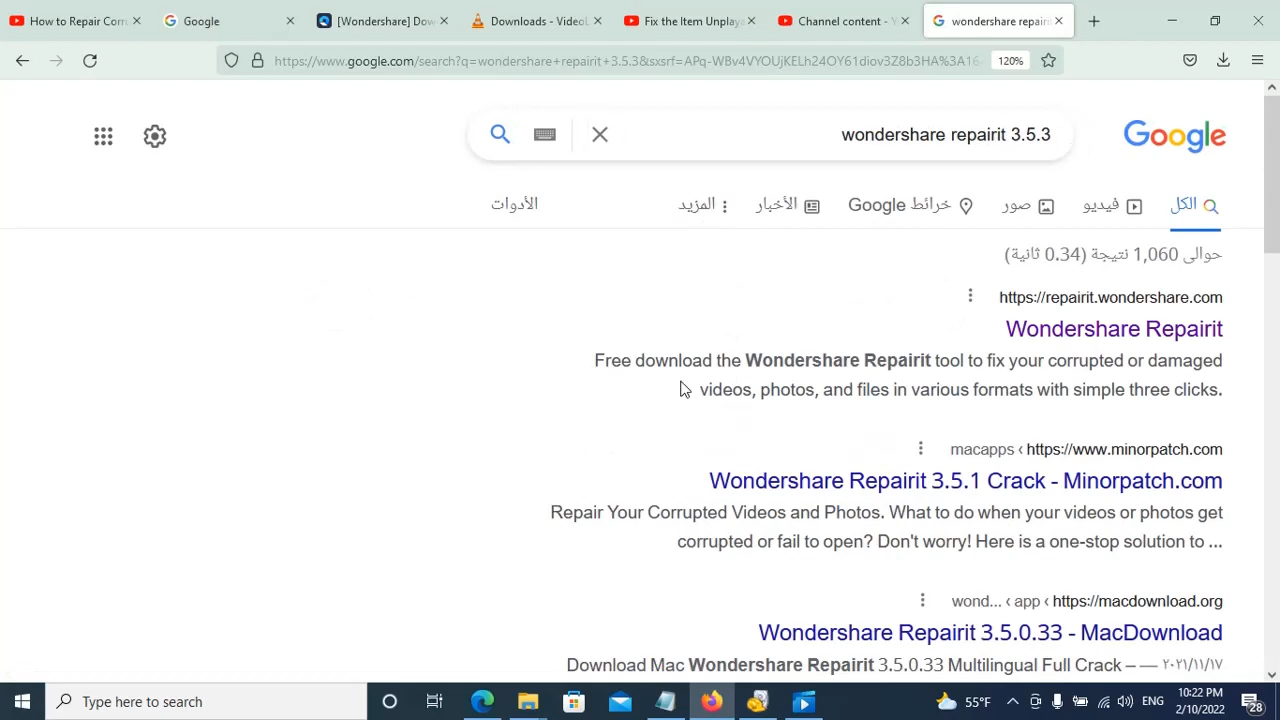 How to Repair Corru
Google
[Wondershare] Dow
Downloads - VideoL
Fix the Item Unplaya
Channel content - Y
wondershare repairit
https://www.google.com/search?q=wondershare+repairit+3.5.3&sxsrf=APq-WBv4VYOUjKELh24OY61diov3Z8b3HA%3A16
120%
wondershare repairit 3.5.3
Google
الكل
فيديو
صور
خرائط Google
الأخبار
المزيد
الأدوات
حوالى 1,060 نتيجة (0.34 ثانية)
https://repairit.wondershare.com
Wondershare Repairit
Free download the Wondershare Repairit tool to fix your corrupted or damaged
videos, photos, and files in various formats with simple three clicks.
https://www.minorpatch.com › macapps
Wondershare Repairit 3.5.1 Crack - Minorpatch.com
Repair Your Corrupted Videos and Photos. What to do when your videos or photos get
corrupted or fail to open? Don't worry! Here is a one-stop solution to ...
https://macdownload.org › app › wond...
Wondershare Repairit 3.5.0.33 - MacDownload
٢٠٢١/١١/١٧ — Download Mac Wondershare Repairit 3.5.0.33 Multilingual Full Crack –
Type here to search
55°F
ENG
10:22 PM
2/10/2022
28